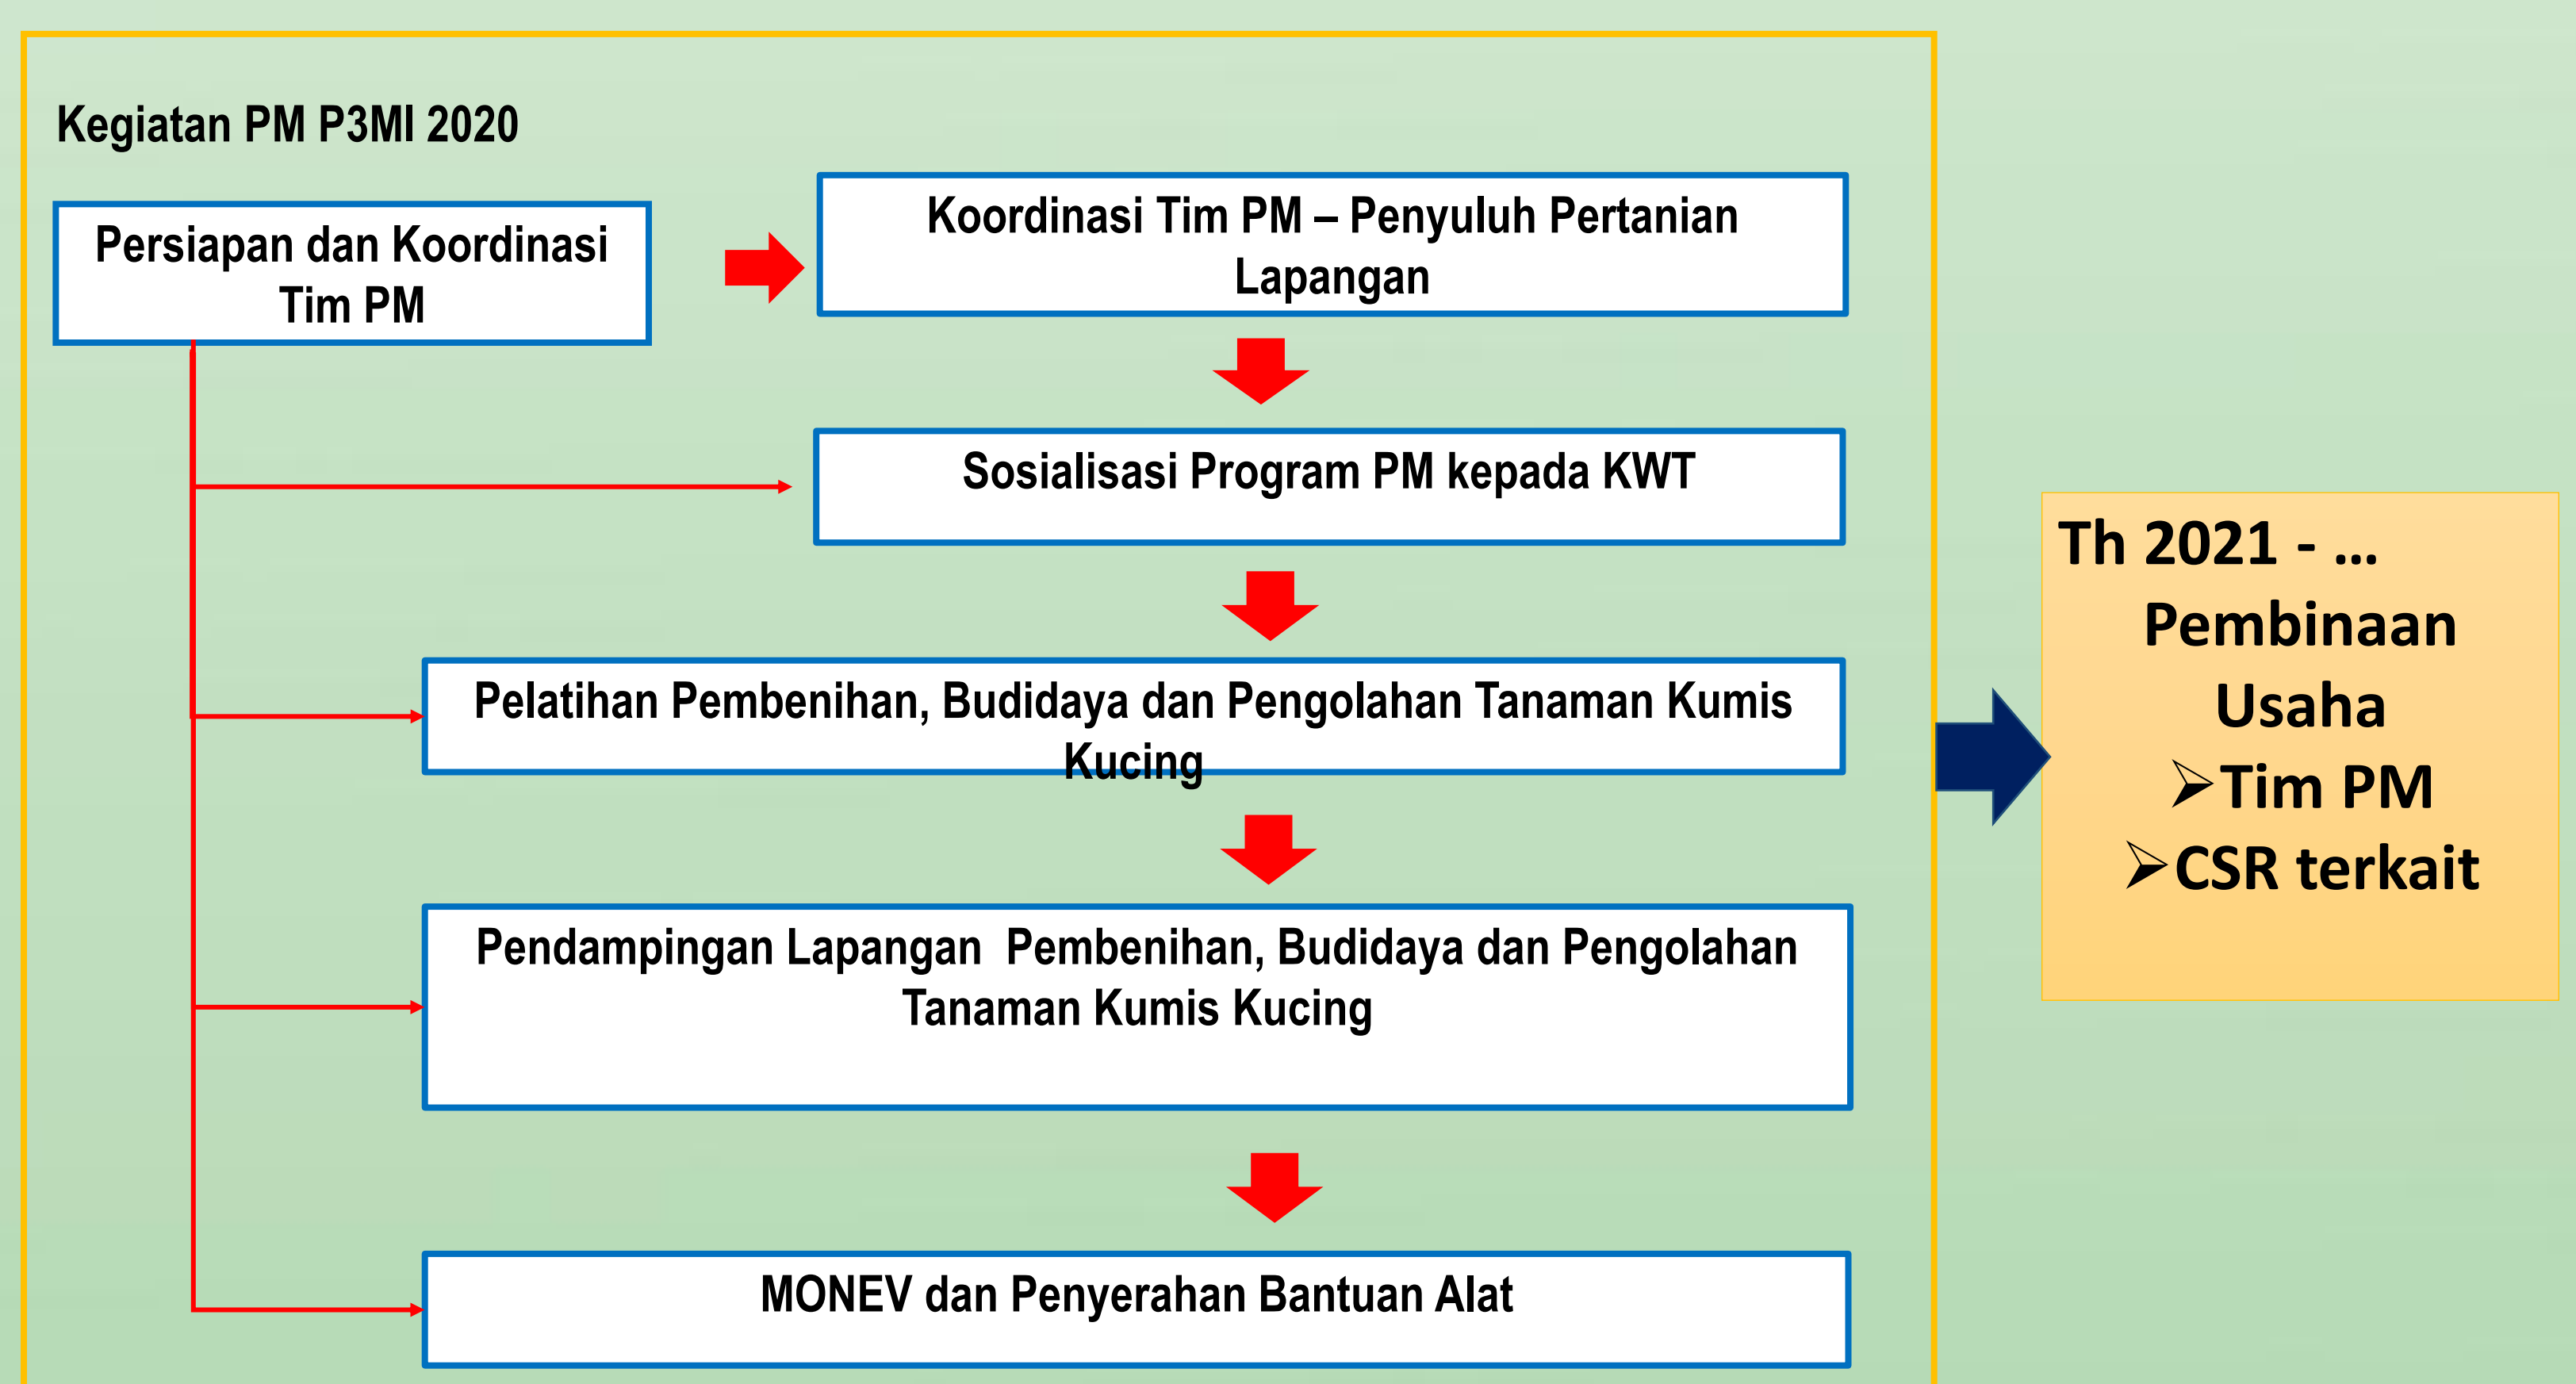 Kegiatan PM P3MI 2020
Persiapan dan Koordinasi
Tim PM
Koordinasi Tim PM – Penyuluh Pertanian
Lapangan
Sosialisasi Program PM kepada KWT
Pelatihan Pembenihan, Budidaya dan Pengolahan Tanaman Kumis
Kucing
Pendampingan Lapangan  Pembenihan, Budidaya dan Pengolahan
Tanaman Kumis Kucing
MONEV dan Penyerahan Bantuan Alat
Th 2021 - ...
Pembinaan
Usaha
➢Tim PM
➢CSR terkait